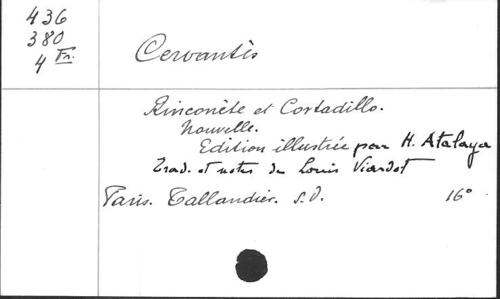 436
380
4 Fr.
Cervantès
Rinconète et Cortadillo.
Nouvelle.
Edition illustrée par H. Atalaya
Trad. et notes de Louis Viardot
Paris. Tallandier. s.d. 16°